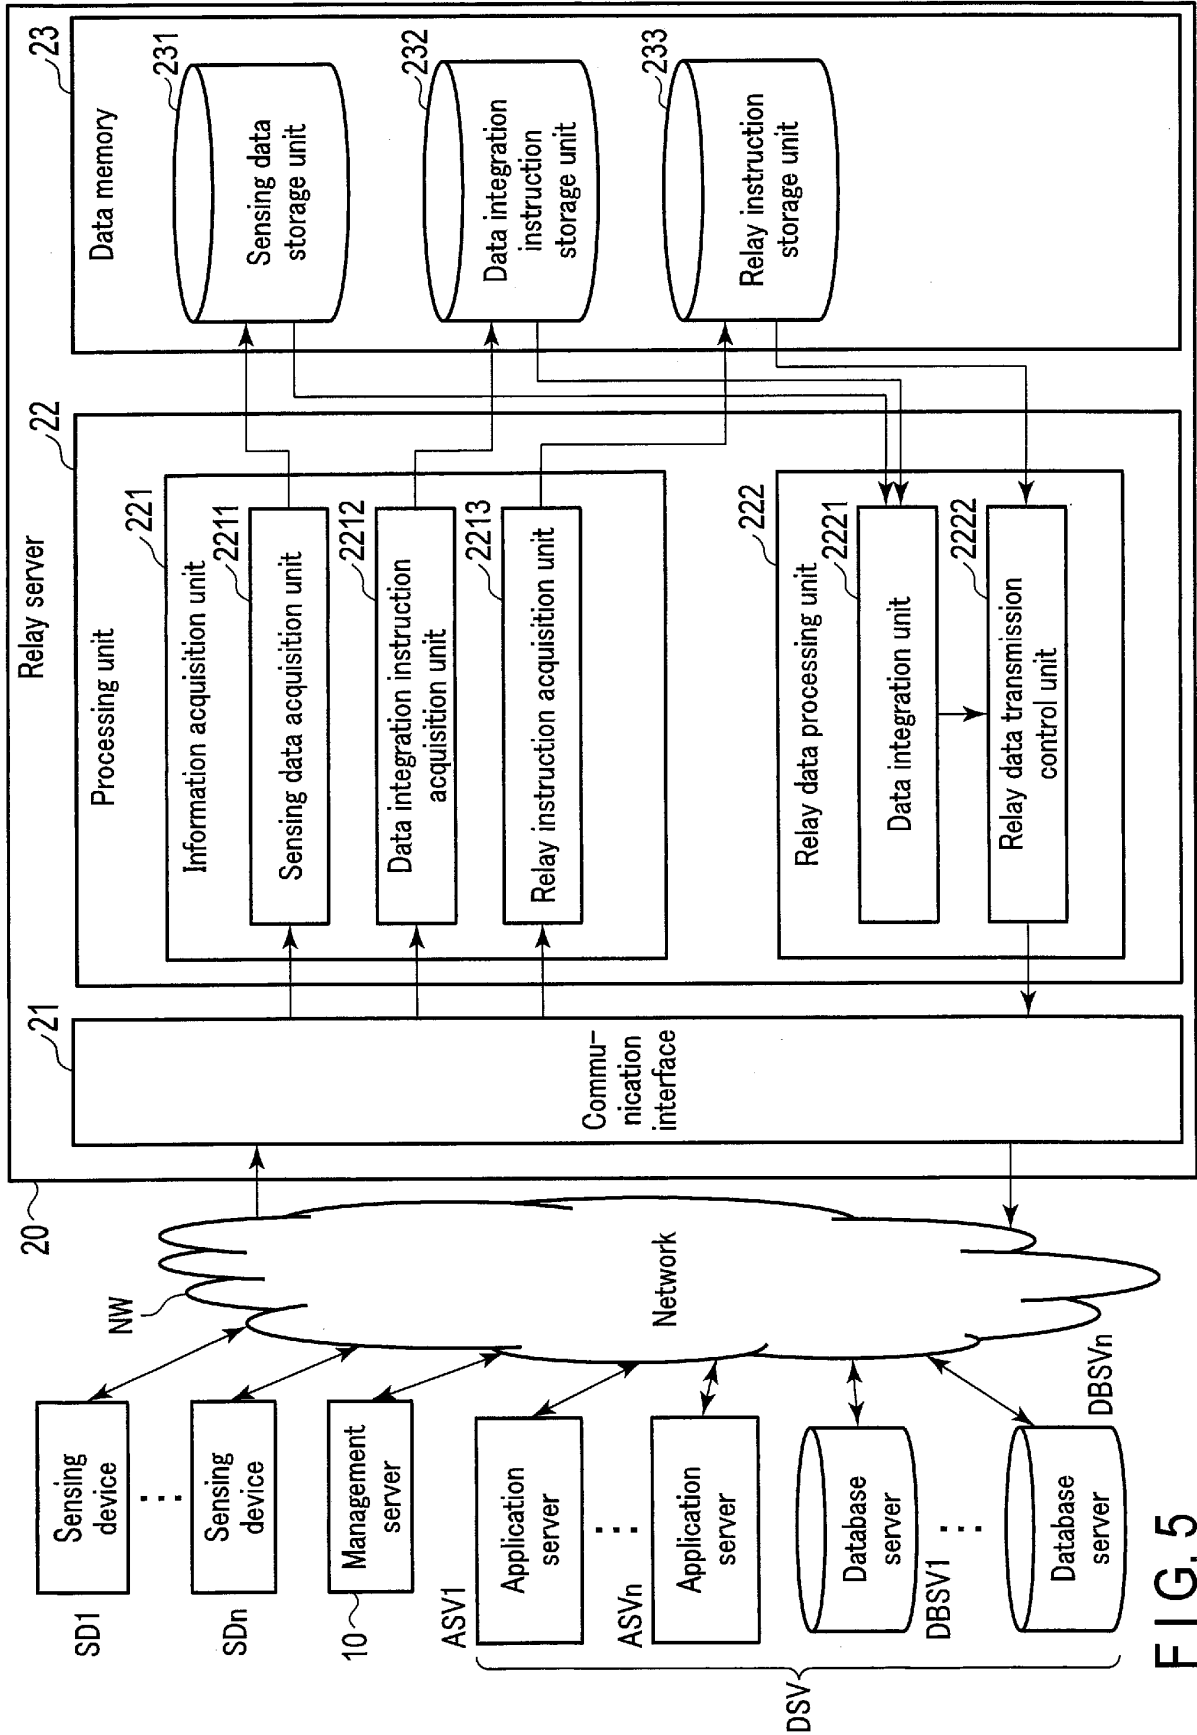 Relay server
20
21
Commu-
nication
interface
22
Processing unit
221
Information acquisition unit
2211
Sensing data acquisition unit
2212
Data integration instruction
acquisition unit
2213
Relay instruction acquisition unit
222
Relay data processing unit
2221
Data integration unit
2222
Relay data transmission
control unit
23
Data memory
231
Sensing data
storage unit
232
Data integration
instruction
storage unit
233
Relay instruction
storage unit
NW
Network
SD1
Sensing
device
SDn
Sensing
device
10
Management
server
DSV
ASV1
Application
server
ASVn
Application
server
DBSV1
Database
server
DBSVn
Database
server
FIG. 5